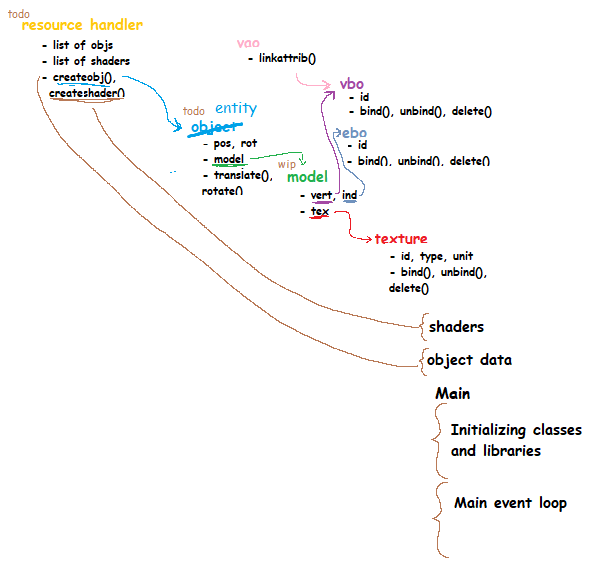 todo
resource handler
- list of objs
- list of shaders
- createobj(),
createshader()
vao
- linkattrib()
vbo
- id
- bind(), unbind(), delete()
todo entity
object
ebo
- id
- bind(), unbind(), delete()
- pos, rot
- model
- translate(),
rotate()
wip
model
- vert, ind
- tex
texture
- id, type, unit
- bind(), unbind(),
delete()
shaders
object data
Main
Initializing classes
and libraries
Main event loop